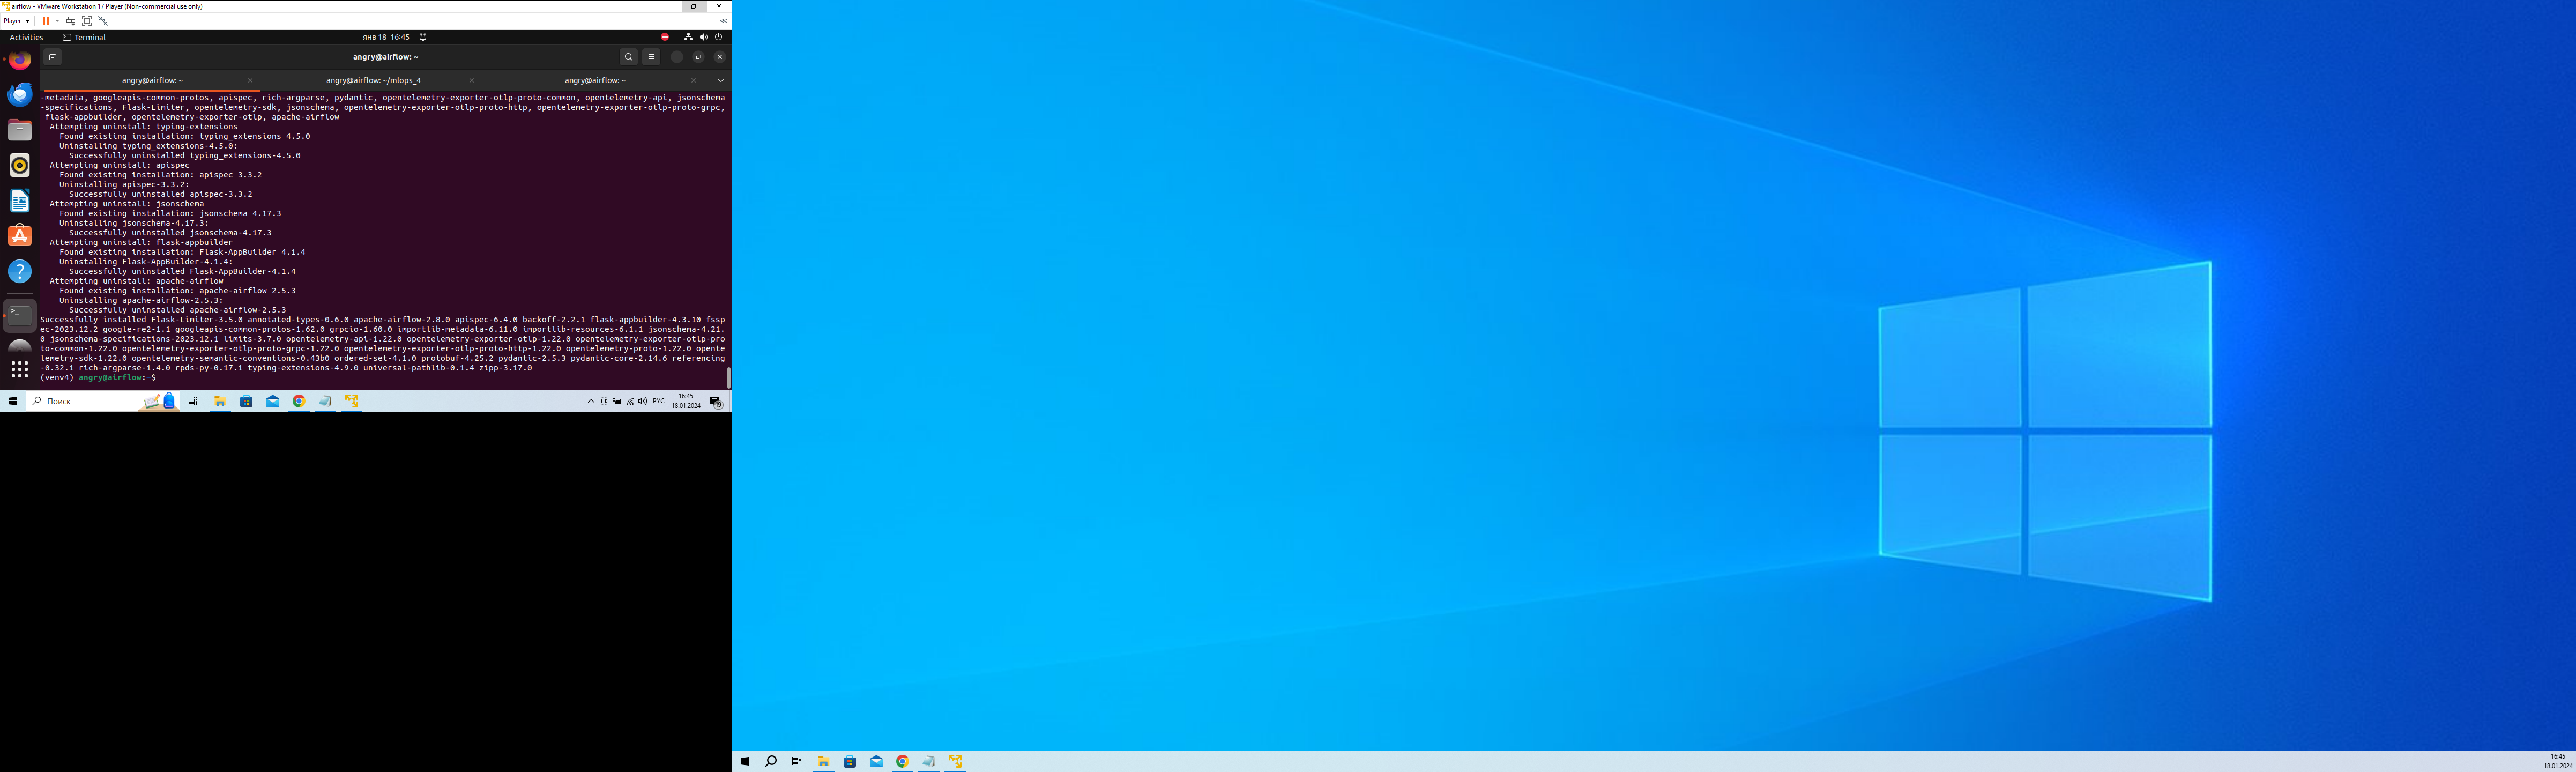 airflow - VMware Workstation 17 Player (Non-commercial use only)
Player
Activities
Terminal
янв 18 16:45
angry@airflow: ~
angry@airflow: ~
angry@airflow: ~/mlops_4
angry@airflow: ~
-metadata, googleapis-common-protos, apispec, rich-argparse, pydantic, opentelemetry-exporter-otlp-proto-common, opentelemetry-api, jsonschema
-specifications, Flask-Limiter, opentelemetry-sdk, jsonschema, opentelemetry-exporter-otlp-proto-http, opentelemetry-exporter-otlp-proto-grpc,
flask-appbuilder, opentelemetry-exporter-otlp, apache-airflow
Attempting uninstall: typing-extensions
Found existing installation: typing_extensions 4.5.0
Uninstalling typing_extensions-4.5.0:
Successfully uninstalled typing_extensions-4.5.0
Attempting uninstall: apispec
Found existing installation: apispec 3.3.2
Uninstalling apispec-3.3.2:
Successfully uninstalled apispec-3.3.2
Attempting uninstall: jsonschema
Found existing installation: jsonschema 4.17.3
Uninstalling jsonschema-4.17.3:
Successfully uninstalled jsonschema-4.17.3
Attempting uninstall: flask-appbuilder
Found existing installation: Flask-AppBuilder 4.1.4
Uninstalling Flask-AppBuilder-4.1.4:
Successfully uninstalled Flask-AppBuilder-4.1.4
Attempting uninstall: apache-airflow
Found existing installation: apache-airflow 2.5.3
Uninstalling apache-airflow-2.5.3:
Successfully uninstalled apache-airflow-2.5.3
Successfully installed Flask-Limiter-3.5.0 annotated-types-0.6.0 apache-airflow-2.8.0 apispec-6.4.0 backoff-2.2.1 flask-appbuilder-4.3.10 fssp
ec-2023.12.2 google-re2-1.1 googleapis-common-protos-1.62.0 grpcio-1.60.0 importlib-metadata-6.11.0 importlib-resources-6.1.1 jsonschema-4.21.
0 jsonschema-specifications-2023.12.1 limits-3.7.0 opentelemetry-api-1.22.0 opentelemetry-exporter-otlp-1.22.0 opentelemetry-exporter-otlp-pro
to-common-1.22.0 opentelemetry-exporter-otlp-proto-grpc-1.22.0 opentelemetry-exporter-otlp-proto-http-1.22.0 opentelemetry-proto-1.22.0 opente
lemetry-sdk-1.22.0 opentelemetry-semantic-conventions-0.43b0 ordered-set-4.1.0 protobuf-4.25.2 pydantic-2.5.3 pydantic-core-2.14.6 referencing
-0.32.1 rich-argparse-1.4.0 rpds-py-0.17.1 typing-extensions-4.9.0 universal-pathlib-0.1.4 zipp-3.17.0
(venv4) angry@airflow:~$
Поиск
РУС
16:45
18.01.2024
16:45
18.01.2024